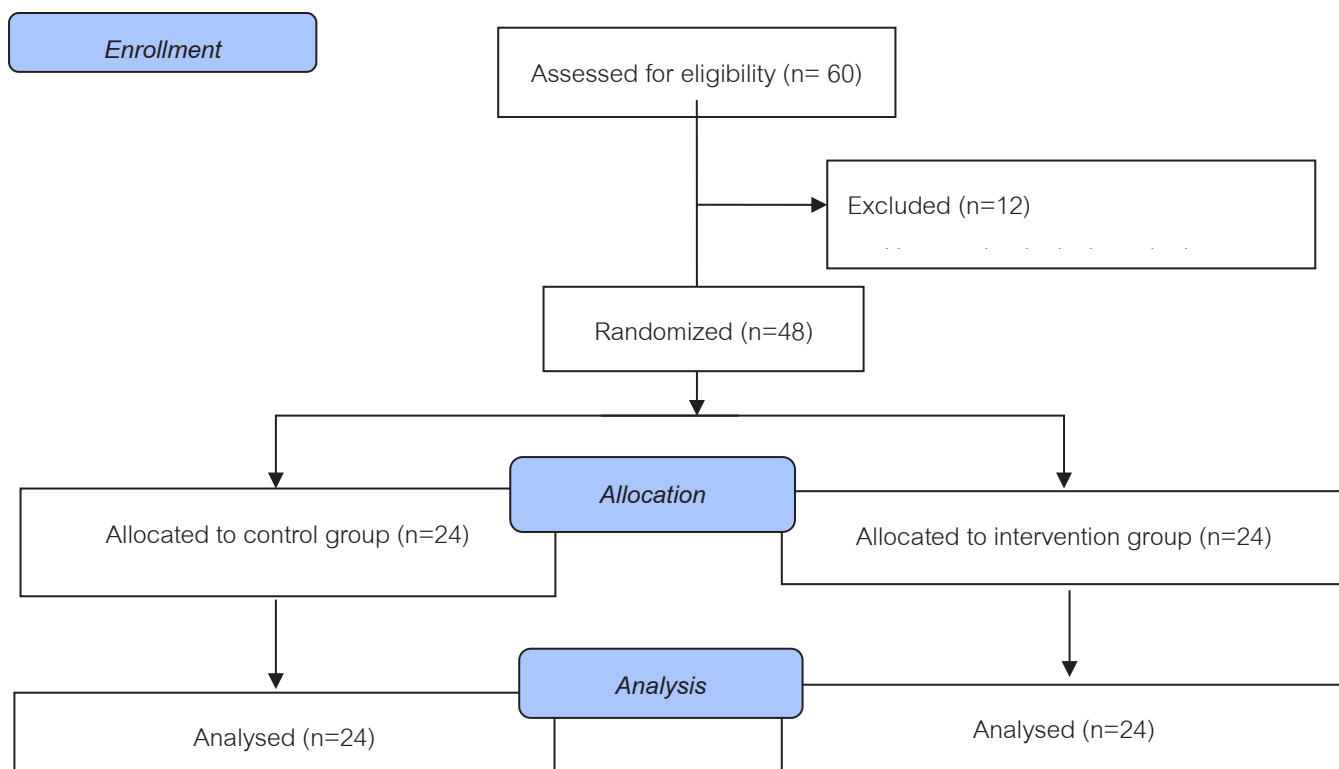 Enrollment
Assessed for eligibility (n= 60)
Excluded (n=12)
Randomized (n=48)
Allocation
Allocated to control group (n=24)
Allocated to intervention group (n=24)
Analysis
Analysed (n=24)
Analysed (n=24)